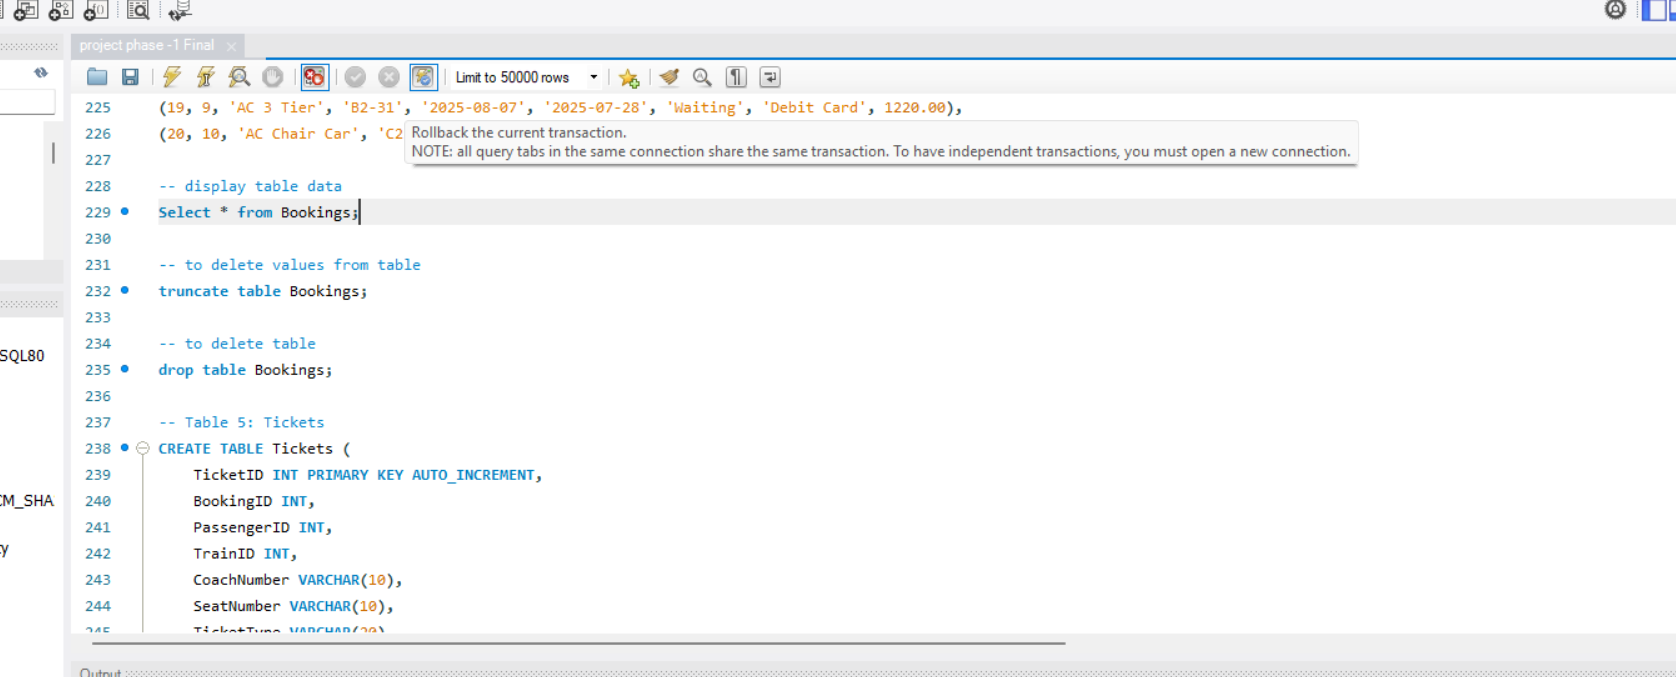 project phase -1 Final
Limit to 50000 rows
225 (19, 9, 'AC 3 Tier', 'B2-31', '2025-08-07', '2025-07-28', 'Waiting', 'Debit Card', 1220.00),
226 (20, 10, 'AC Chair Car', 'C2
Rollback the current transaction.
NOTE: all query tabs in the same connection share the same transaction. To have independent transactions, you must open a new connection.
227
228 -- display table data
229 Select * from Bookings;
230
231 -- to delete values from table
232 truncate table Bookings;
233
234 -- to delete table
235 drop table Bookings;
236
237 -- Table 5: Tickets
238 CREATE TABLE Tickets (
239 TicketID INT PRIMARY KEY AUTO_INCREMENT,
240 BookingID INT,
241 PassengerID INT,
242 TrainID INT,
243 CoachNumber VARCHAR(10),
244 SeatNumber VARCHAR(10),
245 TicketType VARCHAR(20)
SQL80
CM_SHA
ty
Output